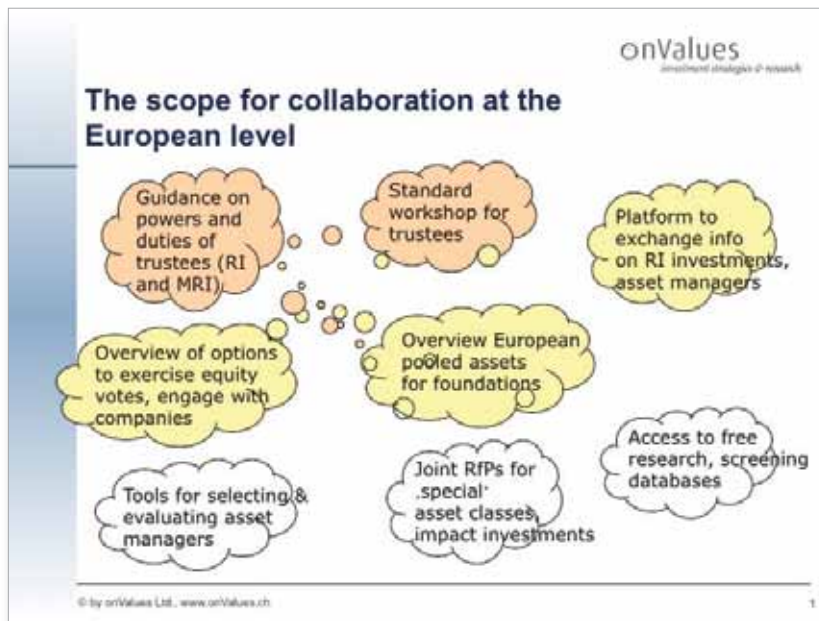 onValues
investment strategies & research
The scope for collaboration at the
European level
Guidance on
powers and
duties of
trustees (RI
and MRI)
Standard
workshop for
trustees
Platform to
exchange info
on RI investments,
asset managers
Overview of options
to exercise equity
votes, engage with
companies
Overview European
pooled assets
for foundations
Tools for selecting &
evaluating asset
managers
Joint RfPs for
‚special‘
asset classes,
impact investments
Access to free
research, screening
databases
© by onValues Ltd., www.onValues.ch
1